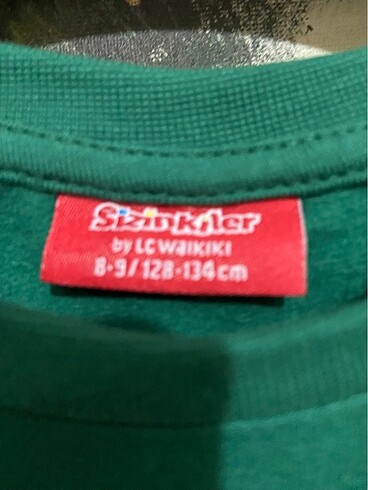 Sizinkiler
by LC WAIKIKI
8-9/128-134cm